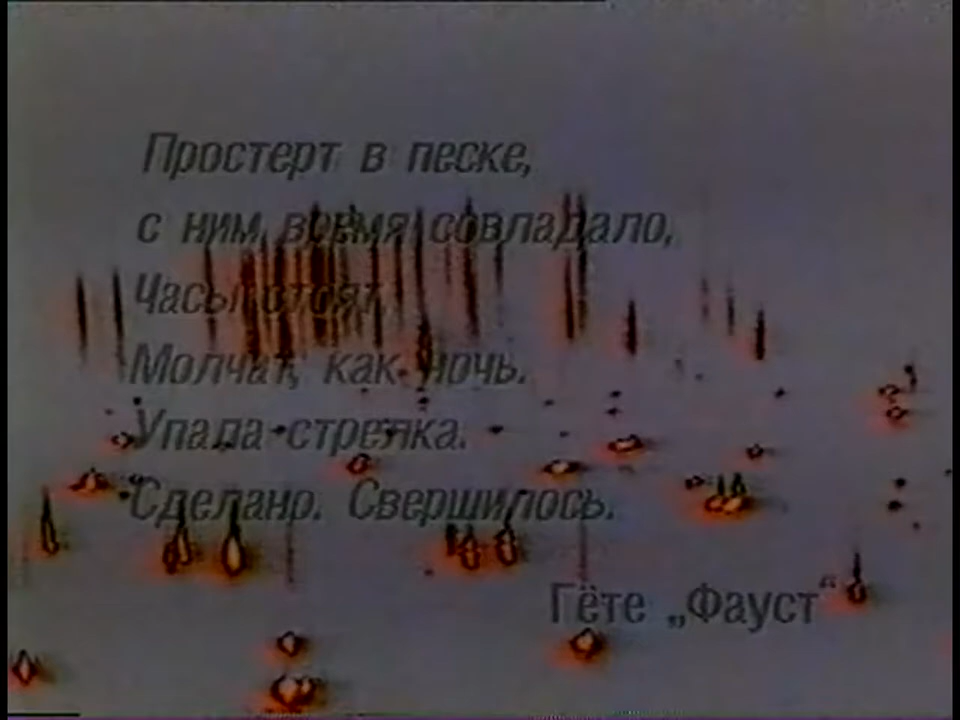 Простерт в песке,
с ним время совладало,
Часы стоят,
Молчат, как ночь.
Упала стрелка.
Сделано. Свершилось.
Гёте „Фауст“